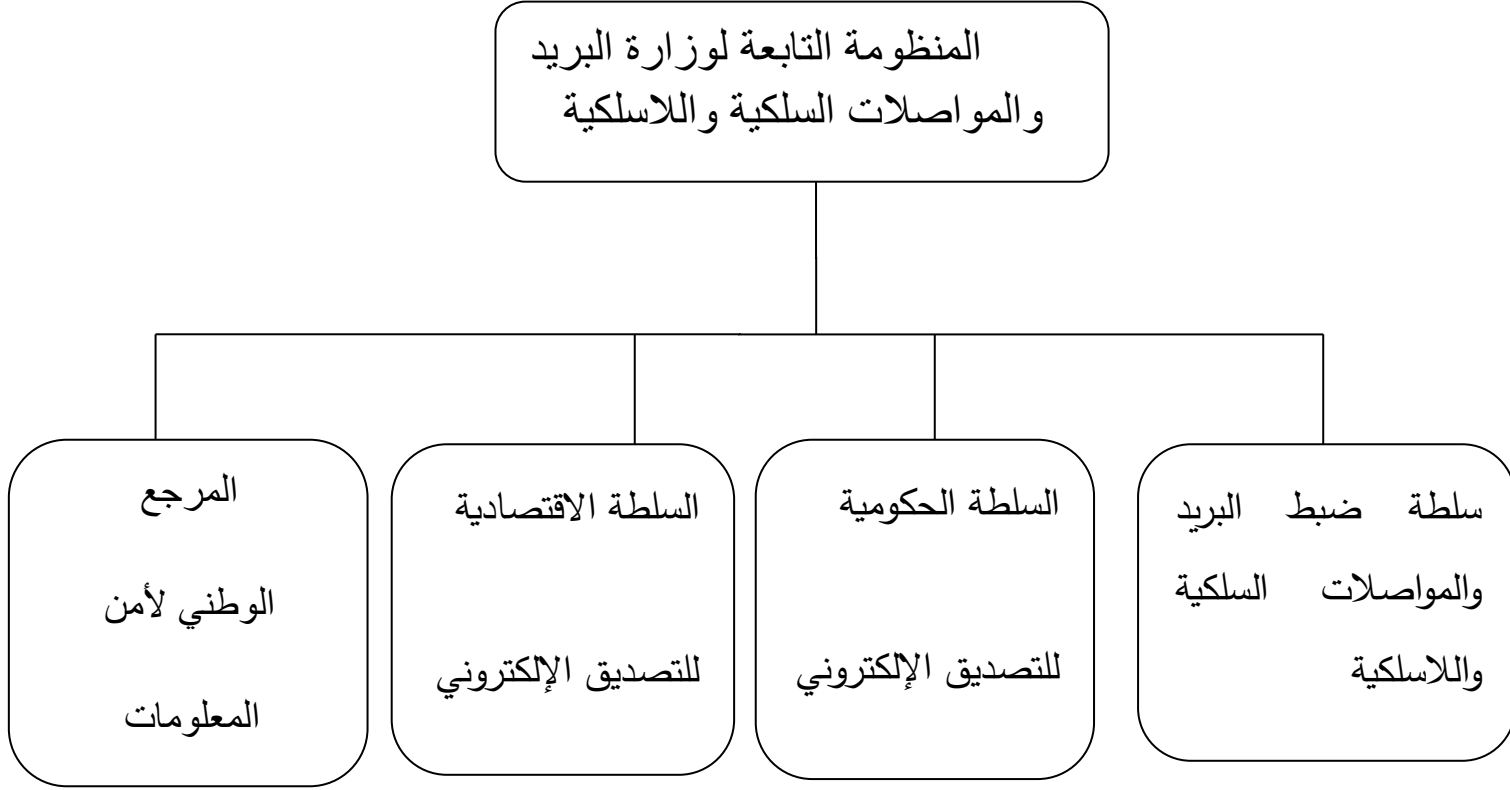 المنظومة التابعة لوزارة البريد
والمواصلات السلكية واللاسلكية
سلطة ضبط البريد
والمواصلات السلكية
واللاسلكية
السلطة الحكومية
للتصديق الإلكتروني
السلطة الاقتصادية
للتصديق الإلكتروني
المرجع
الوطني لأمن
المعلومات